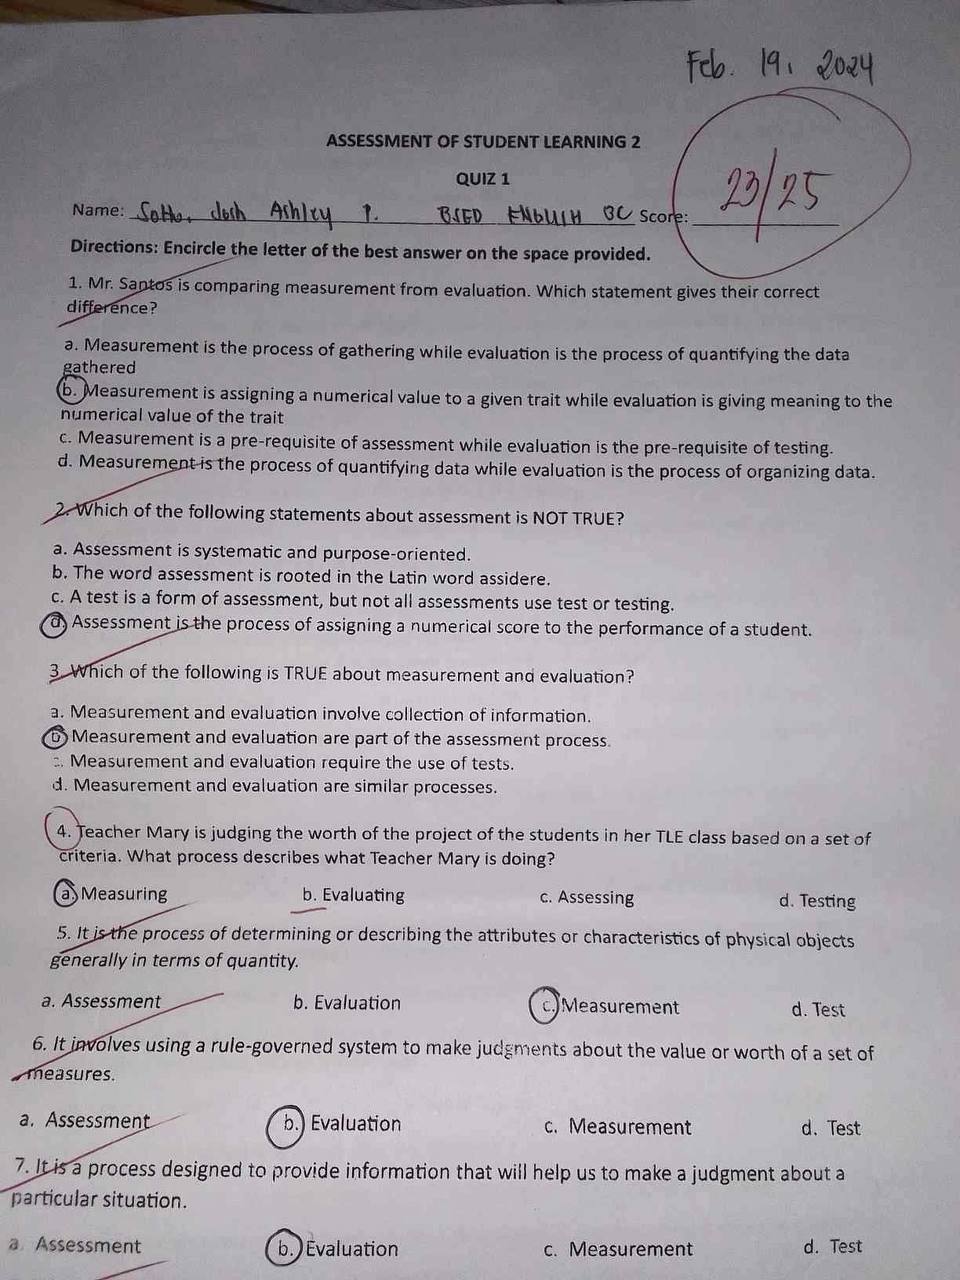 Feb. 19, 2024
ASSESSMENT OF STUDENT LEARNING 2
QUIZ 1
23/25
Name: Sotto, Josh Ashley P. BSED ENGLISH 3C Score:
Directions: Encircle the letter of the best answer on the space provided.
1. Mr. Santos is comparing measurement from evaluation. Which statement gives their correct
difference?
a. Measurement is the process of gathering while evaluation is the process of quantifying the data
gathered
b. Measurement is assigning a numerical value to a given trait while evaluation is giving meaning to the
numerical value of the trait
c. Measurement is a pre-requisite of assessment while evaluation is the pre-requisite of testing.
d. Measurement is the process of quantifying data while evaluation is the process of organizing data.
2. Which of the following statements about assessment is NOT TRUE?
a. Assessment is systematic and purpose-oriented.
b. The word assessment is rooted in the Latin word assidere.
c. A test is a form of assessment, but not all assessments use test or testing.
d. Assessment is the process of assigning a numerical score to the performance of a student.
3. Which of the following is TRUE about measurement and evaluation?
a. Measurement and evaluation involve collection of information.
b Measurement and evaluation are part of the assessment process.
c. Measurement and evaluation require the use of tests.
d. Measurement and evaluation are similar processes.
4. Teacher Mary is judging the worth of the project of the students in her TLE class based on a set of
criteria. What process describes what Teacher Mary is doing?
a. Measuring b. Evaluating c. Assessing d. Testing
5. It is the process of determining or describing the attributes or characteristics of physical objects
generally in terms of quantity.
a. Assessment b. Evaluation c. Measurement d. Test
6. It involves using a rule-governed system to make judgments about the value or worth of a set of
measures.
a. Assessment b. Evaluation c. Measurement d. Test
7. It is a process designed to provide information that will help us to make a judgment about a
particular situation.
a. Assessment b. Evaluation c. Measurement d. Test